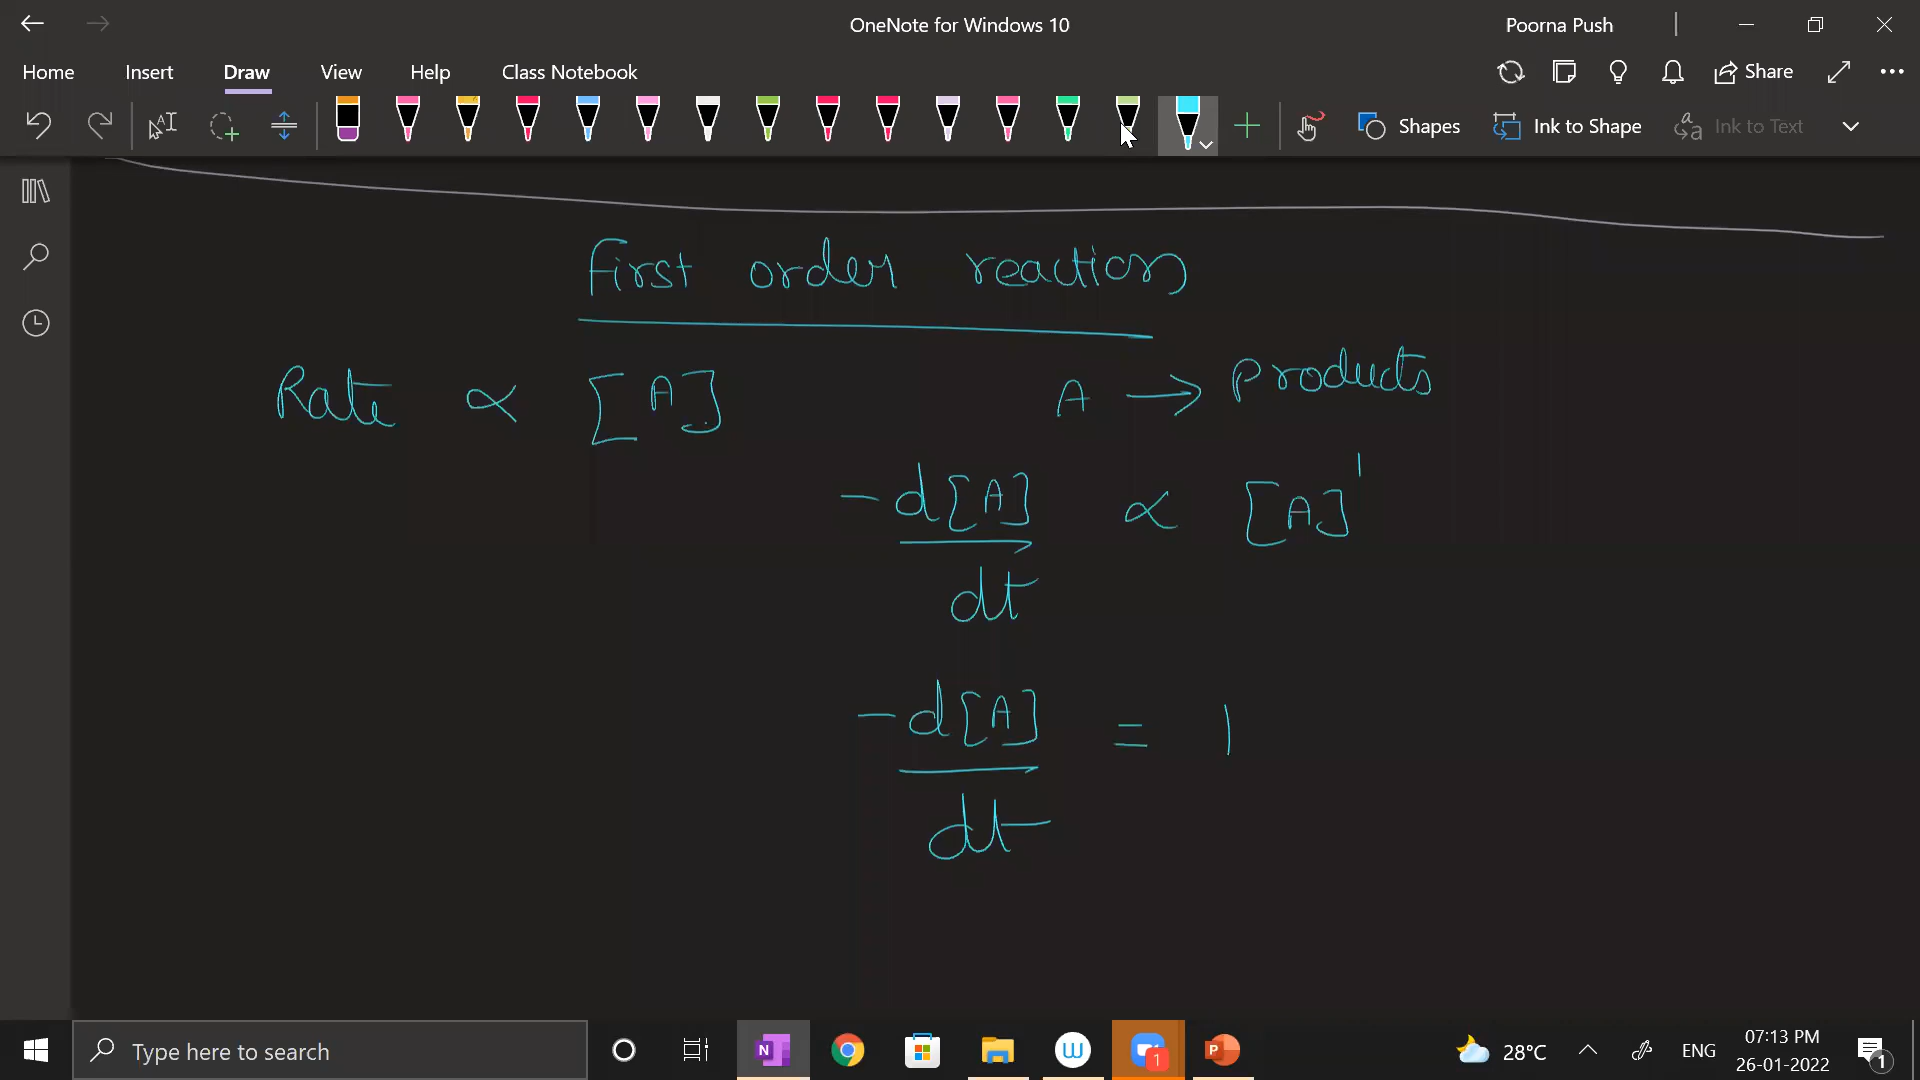 OneNote for Windows 10
Poorna Push
Home Insert Draw View Help Class Notebook
Share
Shapes Ink to Shape Ink to Text
First order reaction
Rate ∝ [A] A → Products
-d[A]/dt ∝ [A]¹
-d[A]/dt = 1
Type here to search
N
W
1
P
28°C
ENG
07:13 PM
26-01-2022
1